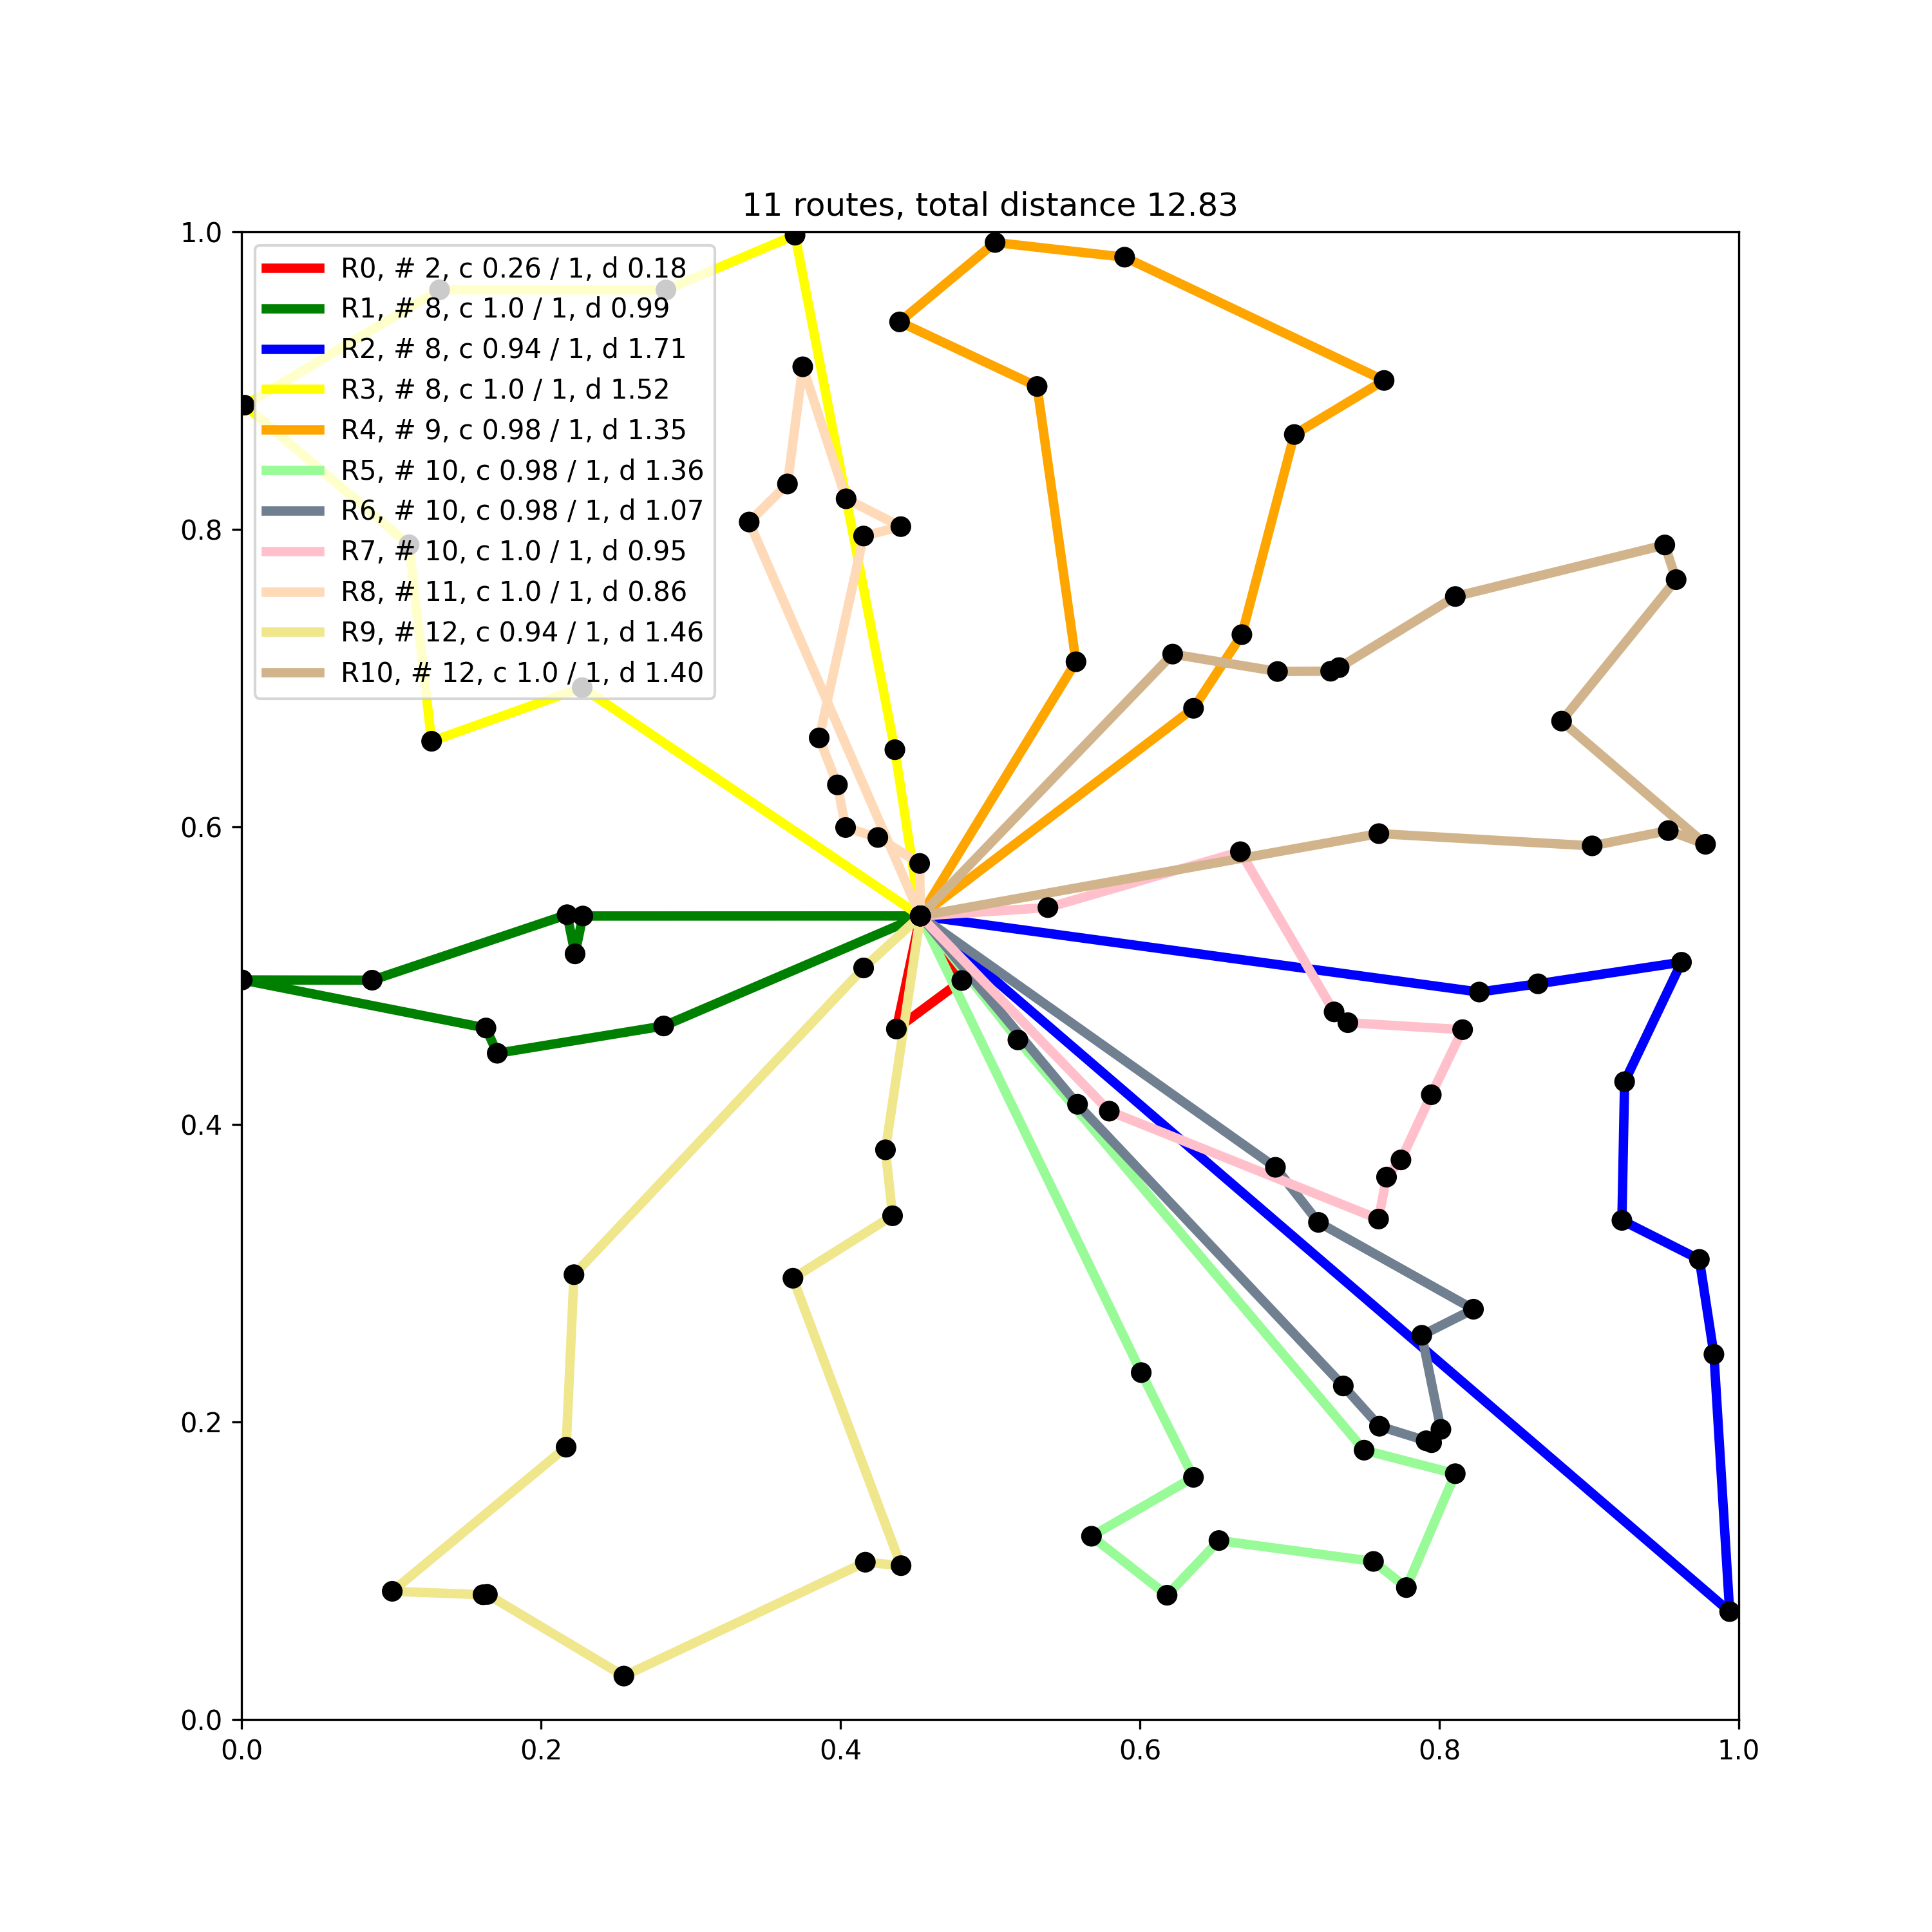 11 routes, total distance 12.83
1.0
0.8
0.6
0.4
0.2
0.0
R0, # 2, c 0.26 / 1, d 0.18
R1, # 8, c 1.0 / 1, d 0.99
R2, # 8, c 0.94 / 1, d 1.71
R3, # 8, c 1.0 / 1, d 1.52
R4, # 9, c 0.98 / 1, d 1.35
R5, # 10, c 0.98 / 1, d 1.36
R6, # 10, c 0.98 / 1, d 1.07
R7, # 10, c 1.0 / 1, d 0.95
R8, # 11, c 1.0 / 1, d 0.86
R9, # 12, c 0.94 / 1, d 1.46
R10, # 12, c 1.0 / 1, d 1.40
0.0 0.2 0.4 0.6 0.8 1.0